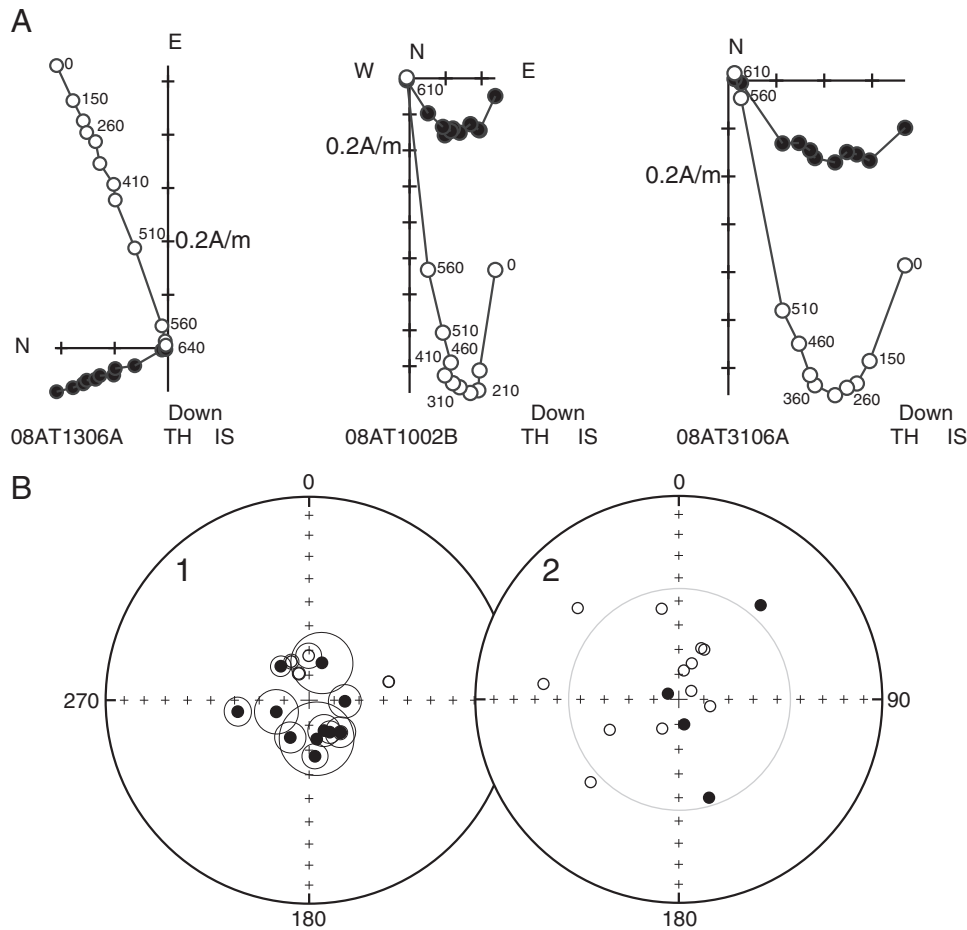 A
E
0
150
260
410
510
0.2A/m
560
N
640
Down
08AT1306A TH IS
N
W E
610
0.2A/m
560
0
510
410 460
310 210
Down
08AT1002B TH IS
N
610
560
0.2A/m
0
510
460
150
360 260
Down
08AT3106A TH IS
B
0 0
1 2
270 90
180 180